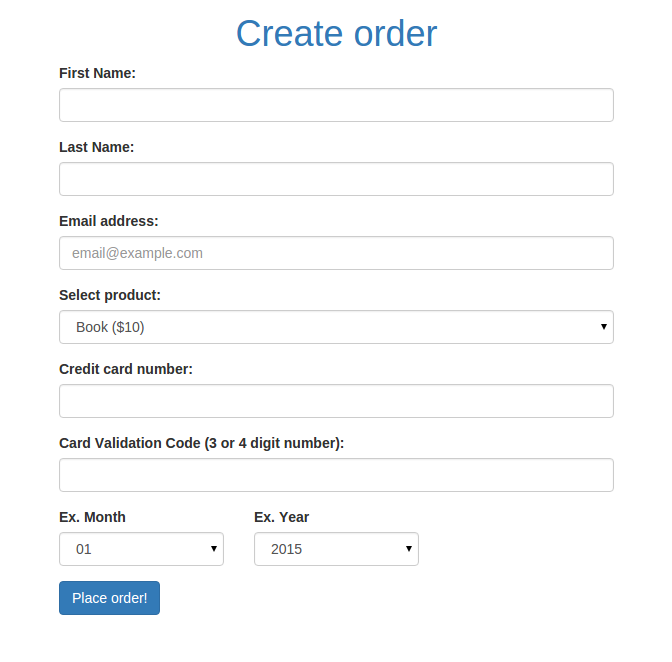 Create order
First Name:
Last Name:
Email address:
email@example.com
Select product:
Book ($10)
Credit card number:
Card Validation Code (3 or 4 digit number):
Ex. Month Ex. Year
01 2015
Place order!